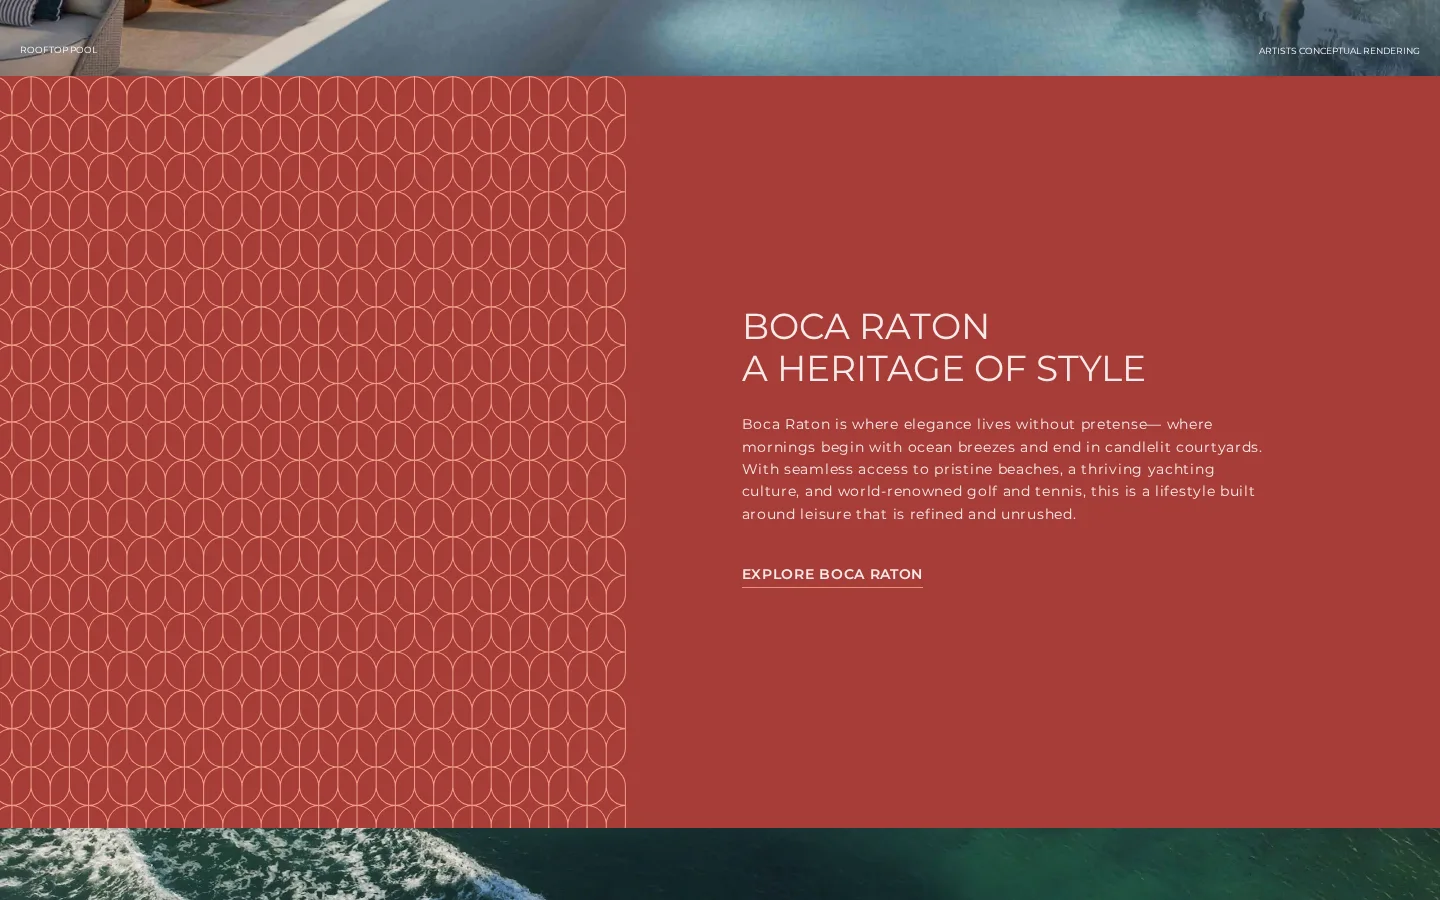 ROOFTOP POOL
ARTISTS CONCEPTUAL RENDERING
BOCA RATON
A HERITAGE OF STYLE
Boca Raton is where elegance lives without pretense— where
mornings begin with ocean breezes and end in candlelit courtyards.
With seamless access to pristine beaches, a thriving yachting
culture, and world-renowned golf and tennis, this is a lifestyle built
around leisure that is refined and unrushed.
EXPLORE BOCA RATON